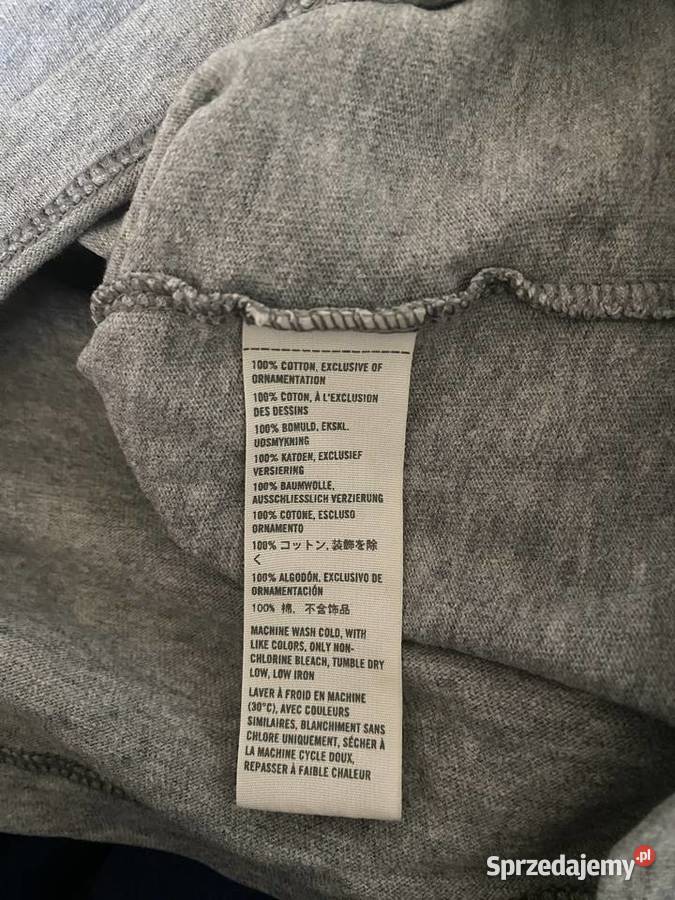 100% COTTON, EXCLUSIVE OF
ORNAMENTATION
100% COTON, À L'EXCLUSION
DES DESSINS
100% BOMULD, EKSKL.
UDSMYKNING
100% KATOEN, EXCLUSIEF
VERSIERING
100% BAUMWOLLE,
AUSSCHLIESSLICH VERZIERUNG
100% COTONE, ESCLUSO
ORNAMENTO
100% コットン, 装飾を除
く
100% ALGODÓN, EXCLUSIVO DE
ORNAMENTACIÓN
100% 棉, 不含饰品
MACHINE WASH COLD, WITH
LIKE COLORS, ONLY NON-
CHLORINE BLEACH, TUMBLE DRY
LOW, LOW IRON
LAVER À FROID EN MACHINE
(30°C), AVEC COULEURS
SIMILAIRES, BLANCHIMENT SANS
CHLORE UNIQUEMENT, SÉCHER À
LA MACHINE CYCLE DOUX,
REPASSER À FAIBLE CHALEUR
Sprzedajemy.pl